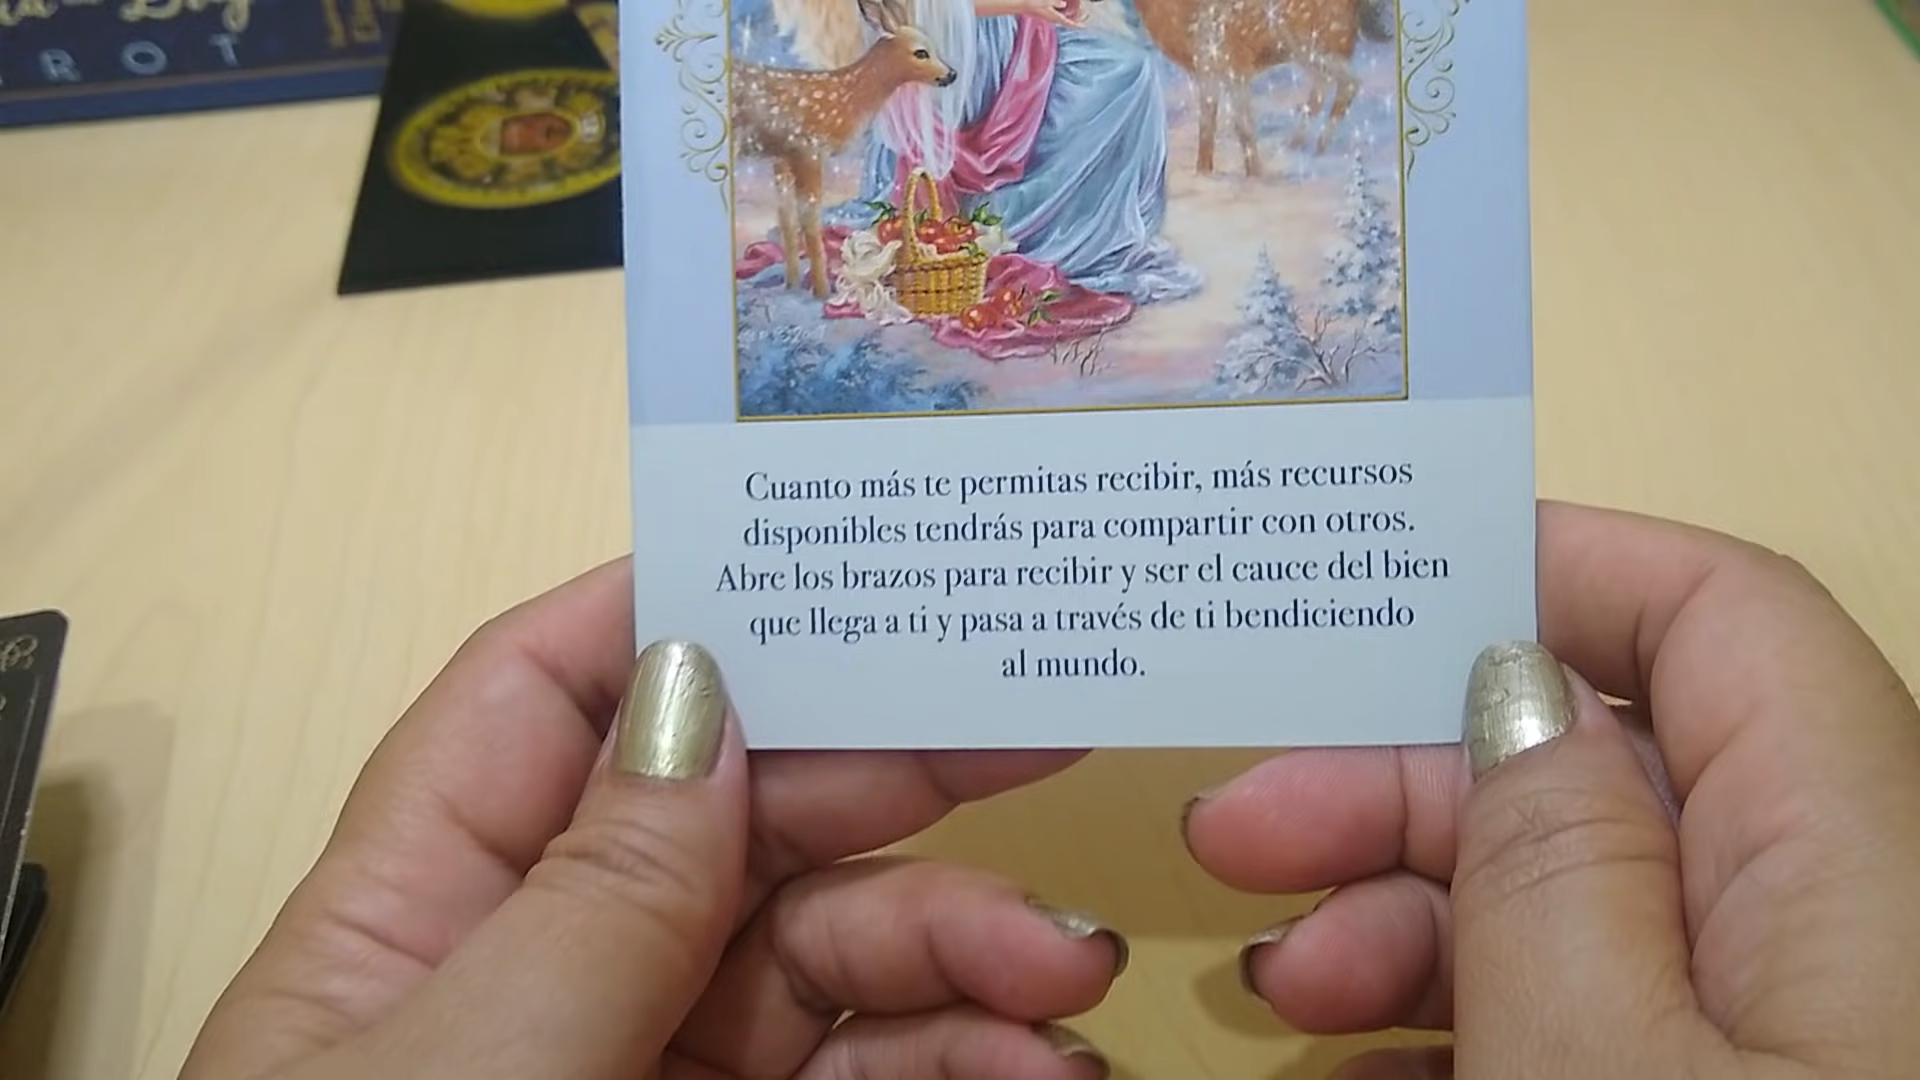 ROT
Cuanto más te permitas recibir, más recursos
disponibles tendrás para compartir con otros.
Abre los brazos para recibir y ser el cauce del bien
que llega a ti y pasa a través de ti bendiciendo
al mundo.